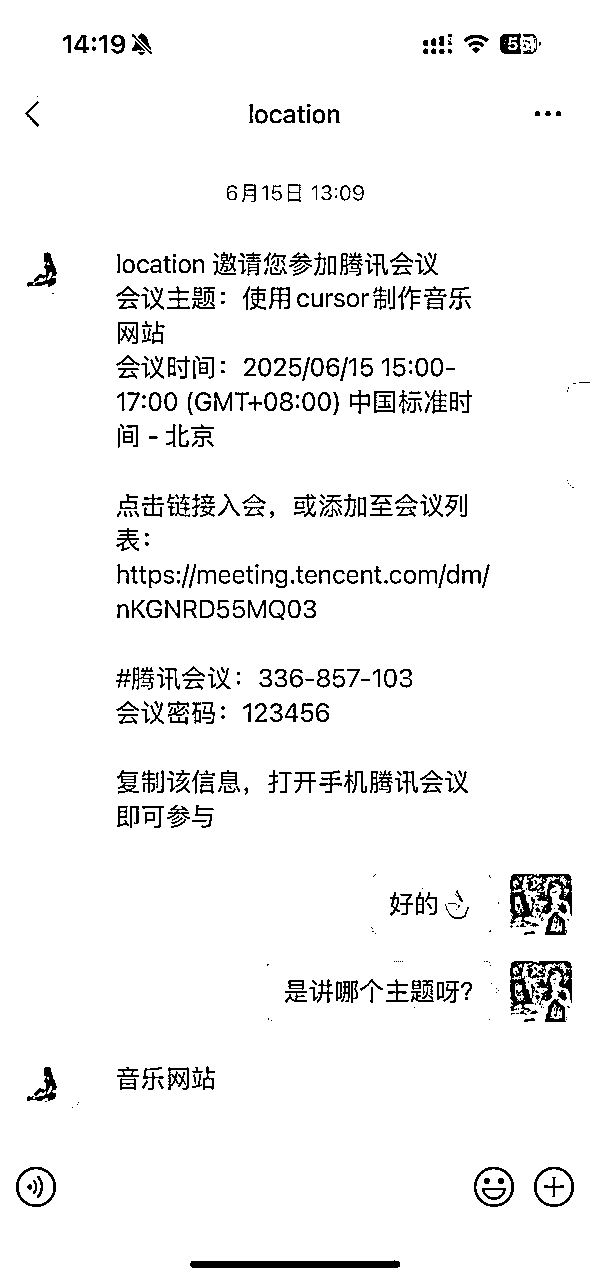 14:19
location
6月15日 13:09
location 邀请您参加腾讯会议
会议主题：使用cursor制作音乐
网站
会议时间：2025/06/15 15:00-
17:00 (GMT+08:00) 中国标准时
间 - 北京
点击链接入会，或添加至会议列
表：
https://meeting.tencent.com/dm/
nKGNRD55MQ03
#腾讯会议：336-857-103
会议密码：123456
复制该信息，打开手机腾讯会议
即可参与
好的
是讲哪个主题呀？
音乐网站